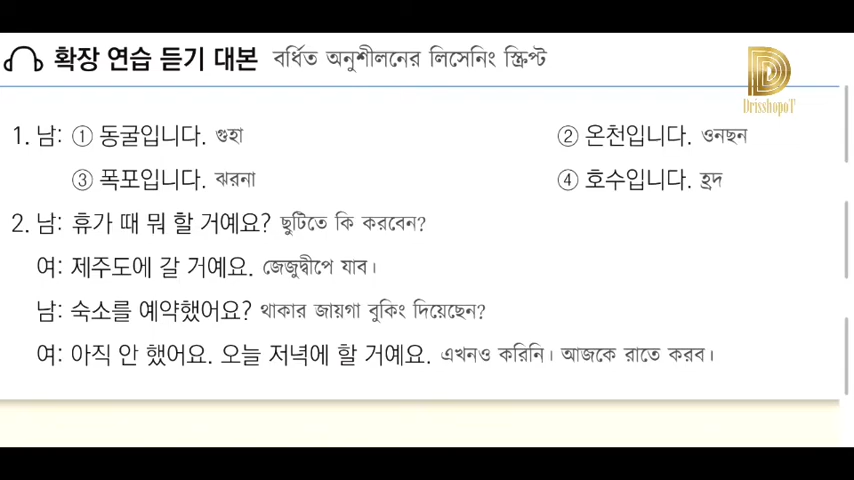 확장 연습 듣기 대본 বর্ধিত অনুশীলনের লিসেনিং স্ক্রিপ্ট
DrisshopoT
1. 남: ① 동굴입니다. গুহা ② 온천입니다. ওনছন
③ 폭포입니다. ঝরনা ④ 호수입니다. হ্রদ
2. 남: 휴가 때 뭐 할 거예요? ছুটিতে কি করবেন?
여: 제주도에 갈 거예요. জেজুদ্বীপে যাব।
남: 숙소를 예약했어요? থাকার জায়গা বুকিং দিয়েছেন?
여: 아직 안 했어요. 오늘 저녁에 할 거예요. এখনও করিনি। আজকে রাতে করব।